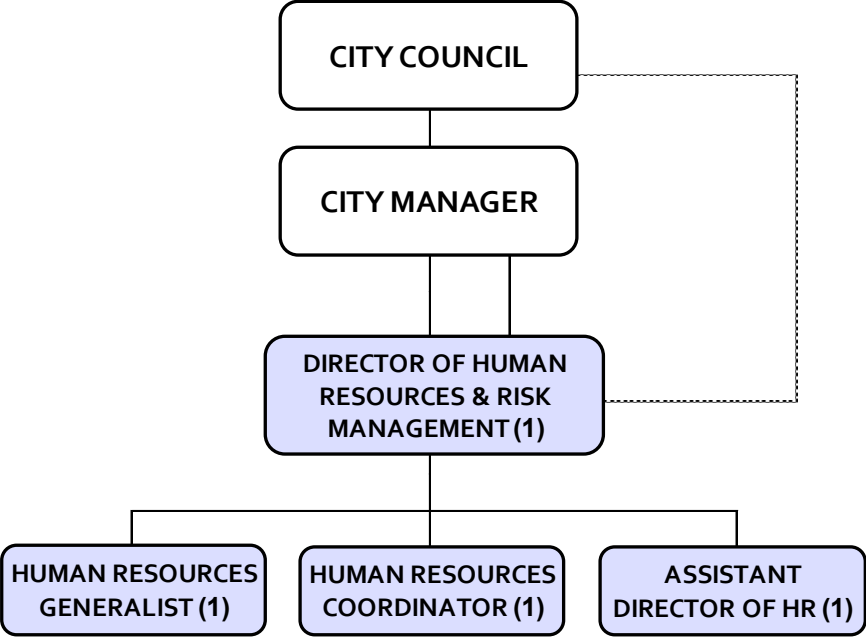 CITY COUNCIL
CITY MANAGER
DIRECTOR OF HUMAN
RESOURCES & RISK
MANAGEMENT (1)
HUMAN RESOURCES
GENERALIST (1)
HUMAN RESOURCES
COORDINATOR (1)
ASSISTANT
DIRECTOR OF HR (1)